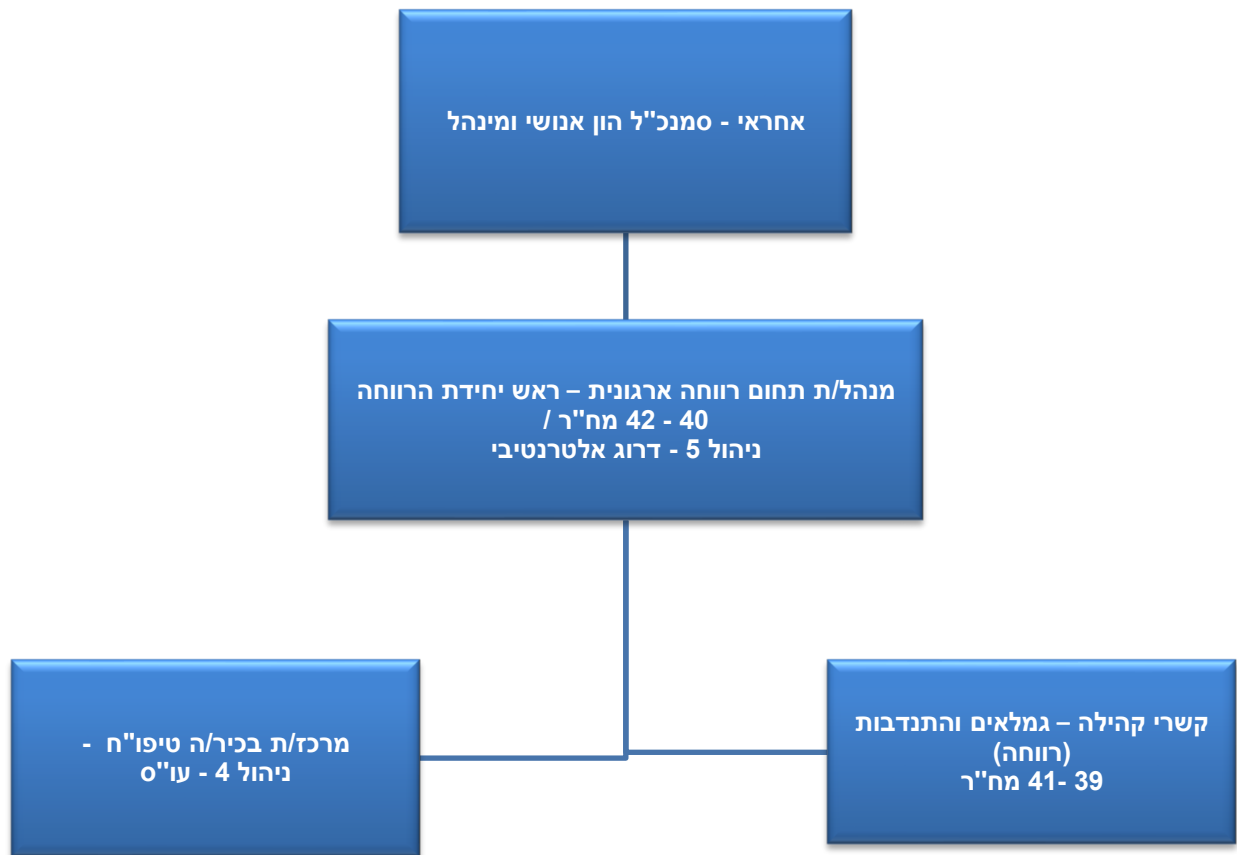 אחראי - סמנכ"ל הון אנושי ומינהל
מנהל/ת תחום רווחה ארגונית – ראש יחידת הרווחה
40 - 42 מח"ר /
ניהול 5 - דרוג אלטרנטיבי
קשרי קהילה – גמלאים והתנדבות
(רווחה)
39 -41 מח"ר
מרכז/ת בכיר/ה טיפו"ח -
ניהול 4 - עו"ס